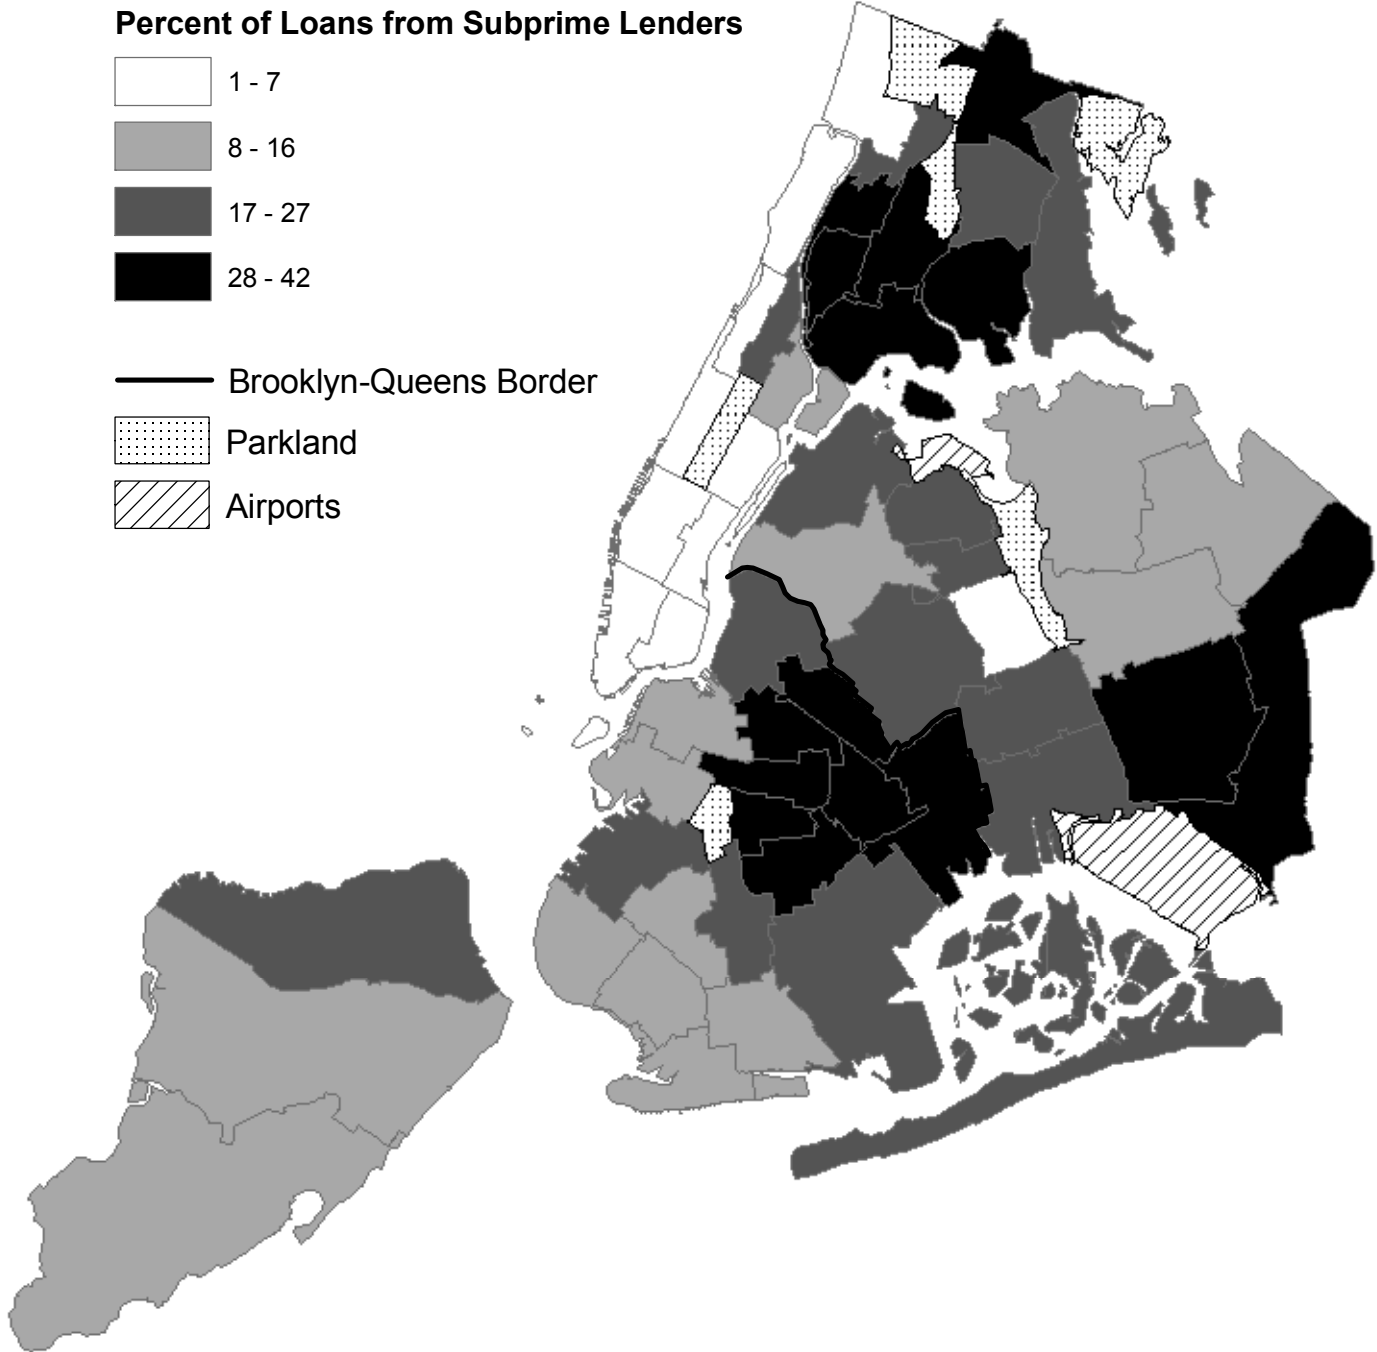 Percent of Loans from Subprime Lenders
1 - 7
8 - 16
17 - 27
28 - 42
Brooklyn-Queens Border
Parkland
Airports